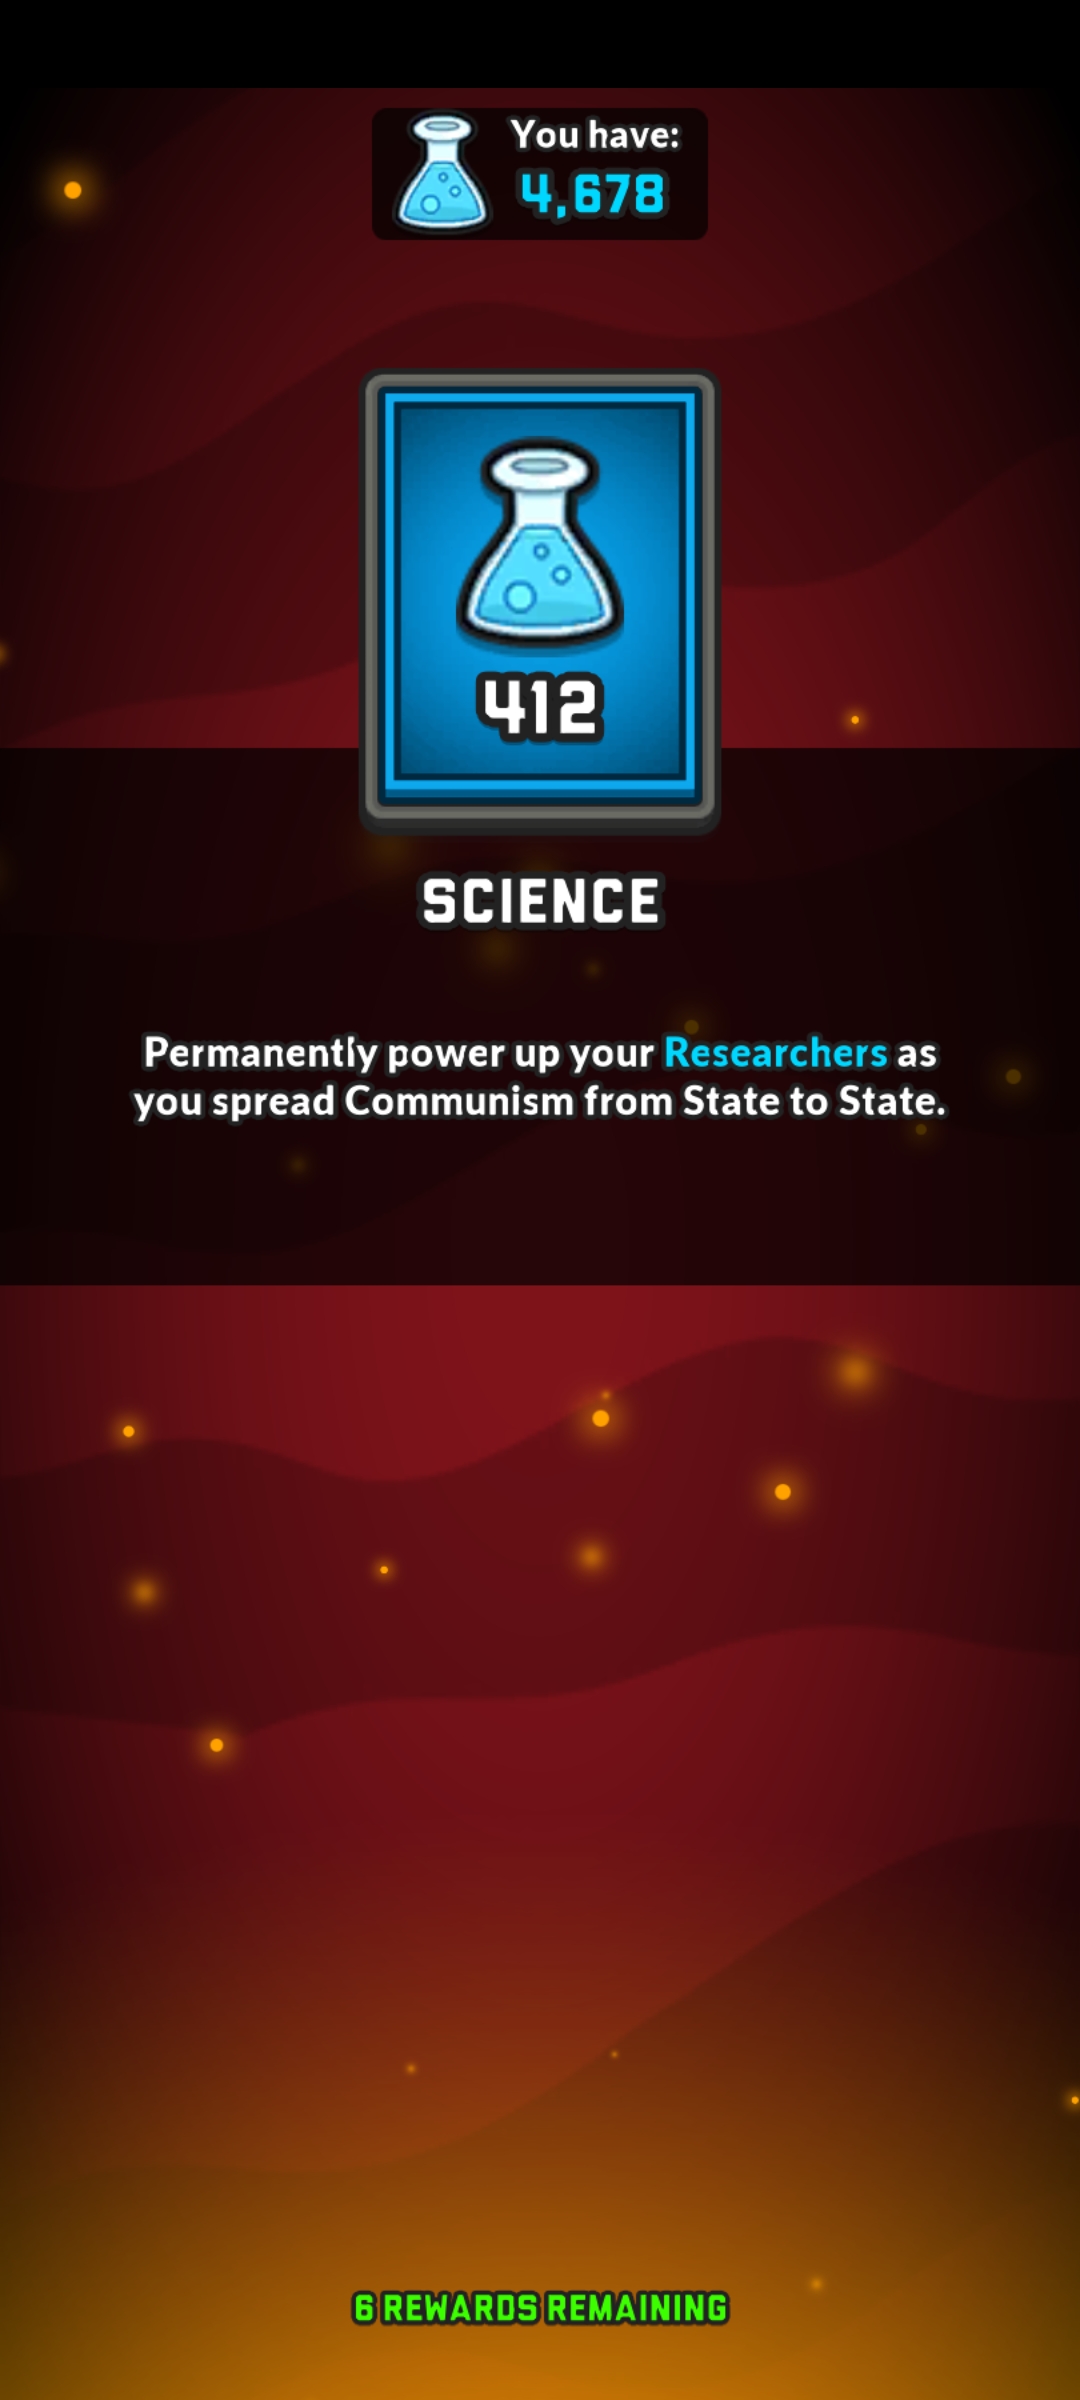 You have:
4,678
412
SCIENCE
Permanently power up your Researchers as
you spread Communism from State to State.
6 REWARDS REMAINING